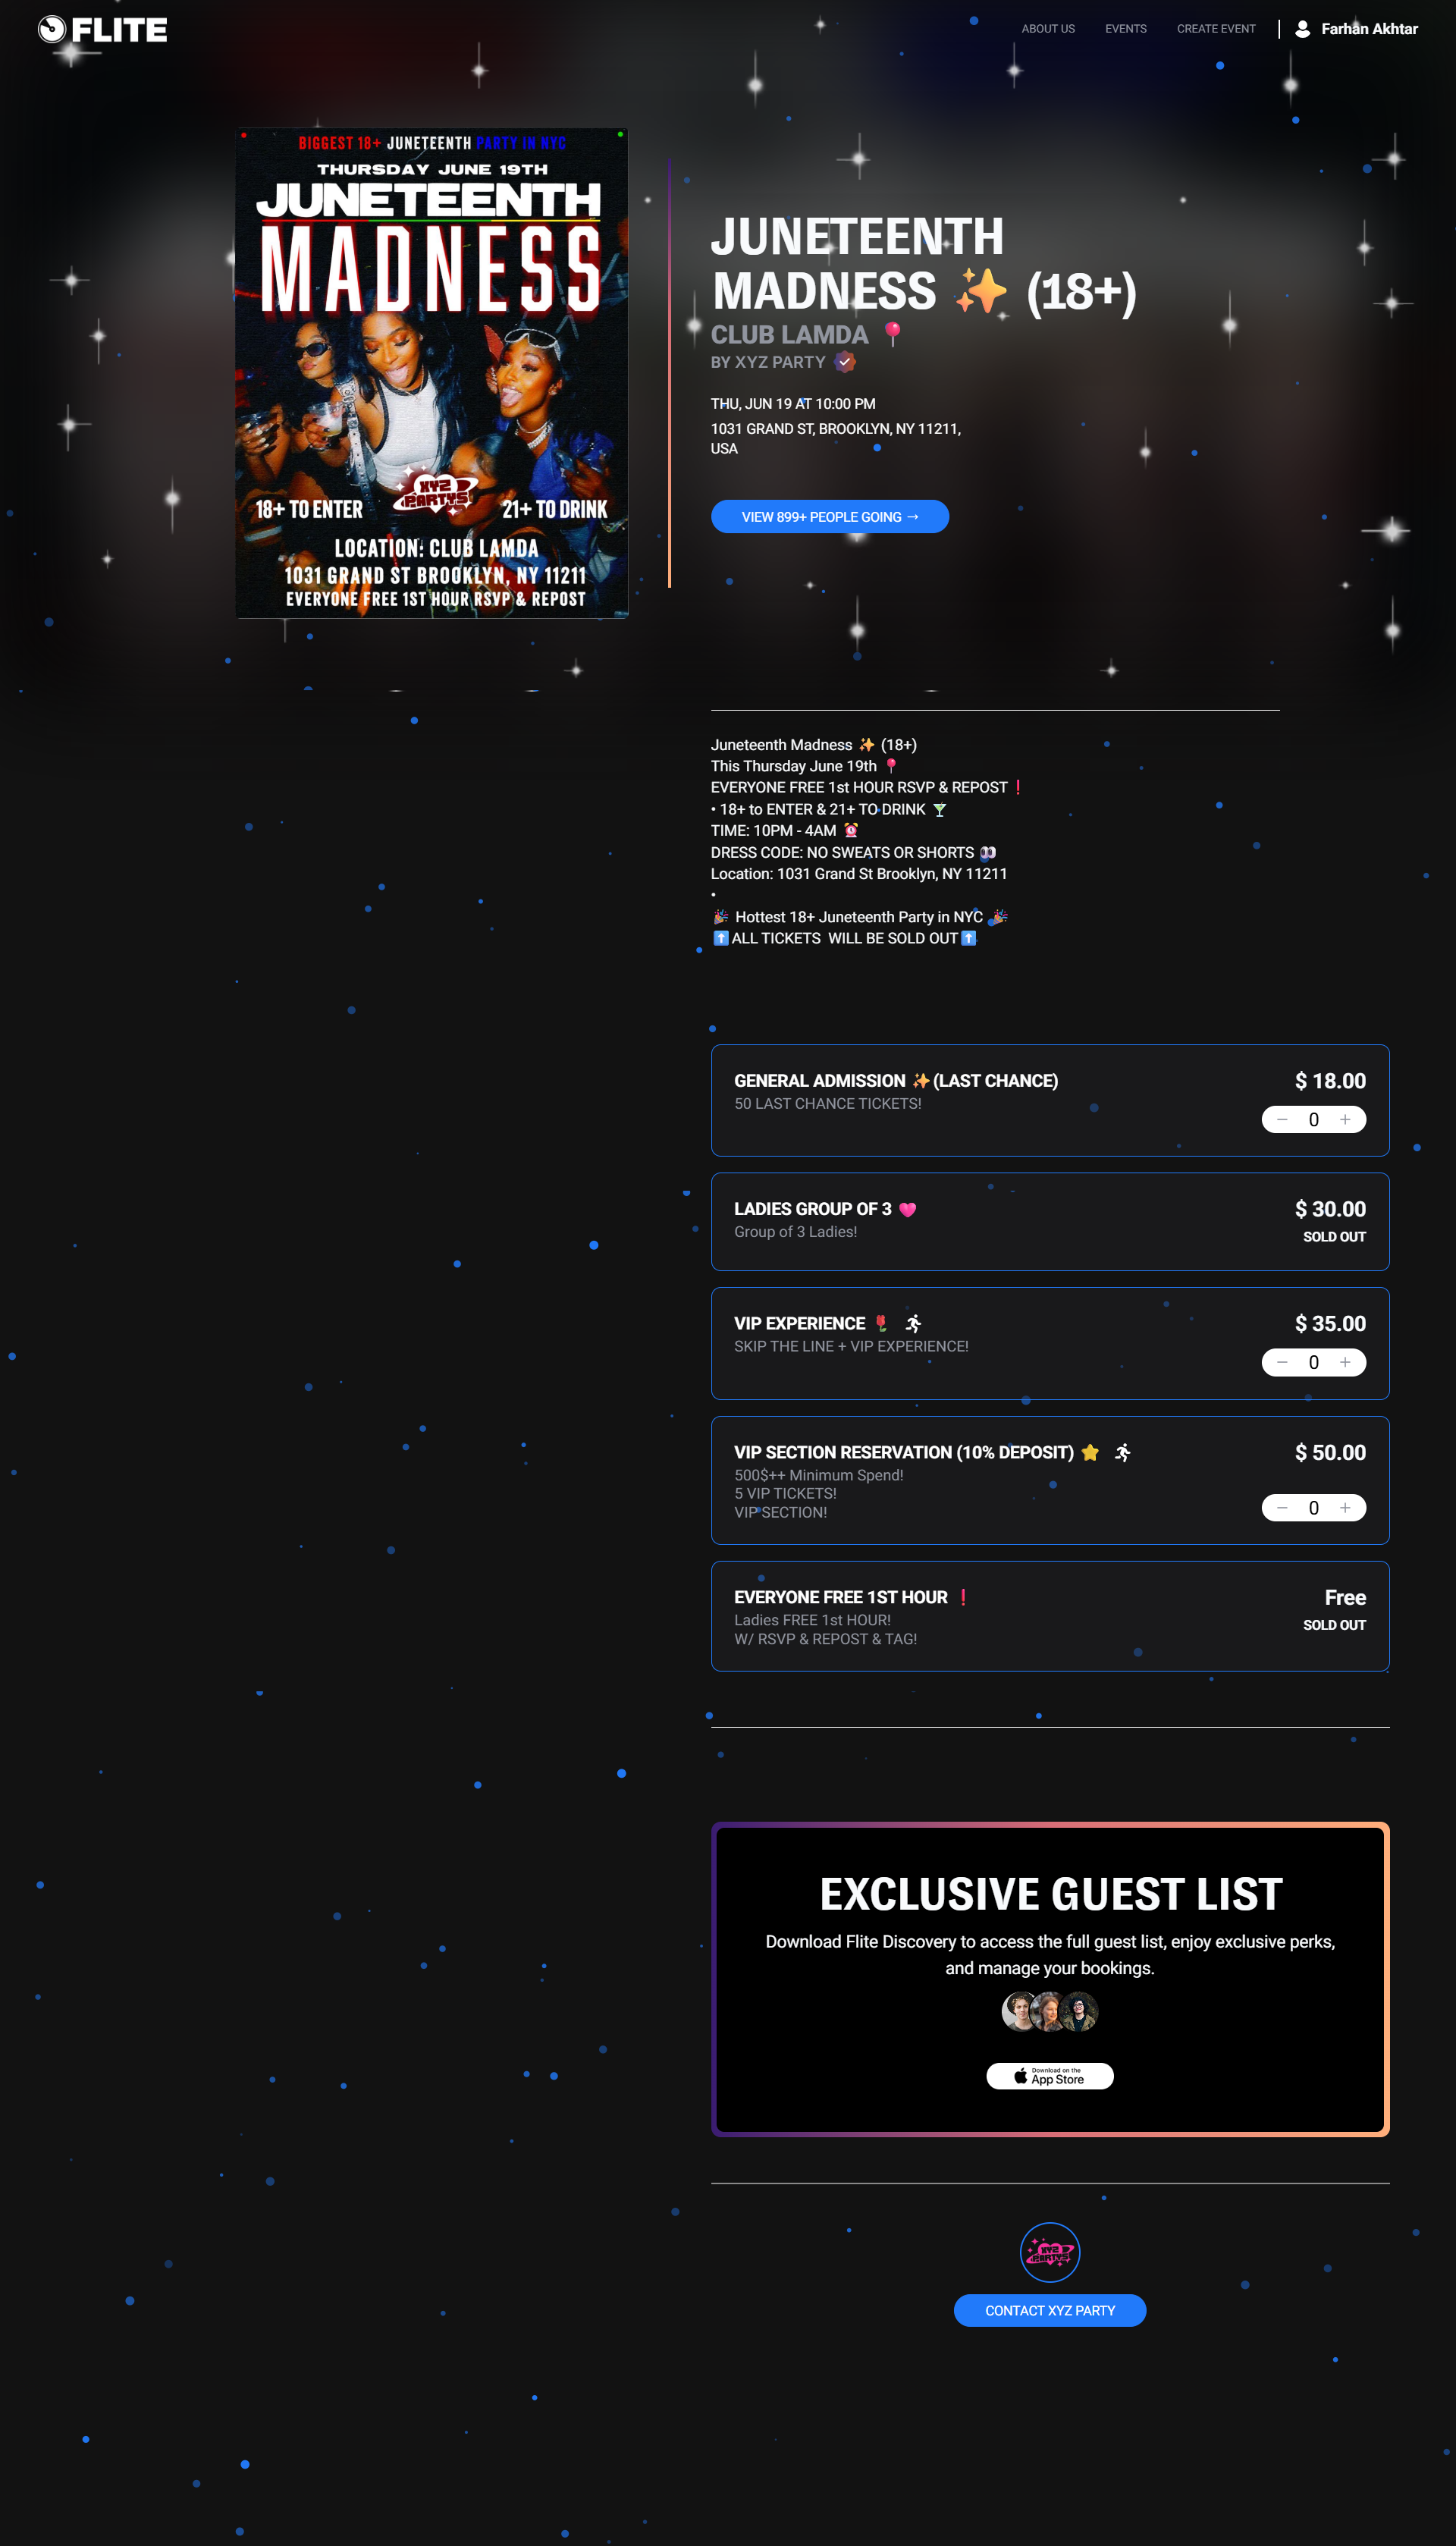 FLITE
ABOUT US
EVENTS
CREATE EVENT
Farhan Akhtar
BIGGEST 18+ JUNETEENTH PARTY IN NYC
THURSDAY JUNE 19TH
JUNETEENTH
MADNESS
XYZ
PARTYS
18+ TO ENTER
21+ TO DRINK
LOCATION: CLUB LAMDA
1031 GRAND ST BROOKLYN, NY 11211
EVERYONE FREE 1ST HOUR RSVP & REPOST
JUNETEENTH
MADNESS ✨ (18+)
CLUB LAMDA 📍
BY XYZ PARTY
THU, JUN 19 AT 10:00 PM
1031 GRAND ST, BROOKLYN, NY 11211,
USA
VIEW 899+ PEOPLE GOING →
Juneteenth Madness ✨ (18+)
This Thursday June 19th 📍
EVERYONE FREE 1st HOUR RSVP & REPOST ❗
• 18+ to ENTER & 21+ TO DRINK 🍸
TIME: 10PM - 4AM ⏰
DRESS CODE: NO SWEATS OR SHORTS 👀
Location: 1031 Grand St Brooklyn, NY 11211
•
🎉 Hottest 18+ Juneteenth Party in NYC 🎉
⬆️ALL TICKETS WILL BE SOLD OUT⬆️
GENERAL ADMISSION ✨(LAST CHANCE)
$ 18.00
50 LAST CHANCE TICKETS!
− 0 +
LADIES GROUP OF 3 💗
$ 30.00
Group of 3 Ladies!
SOLD OUT
VIP EXPERIENCE 🌹 🏃
$ 35.00
SKIP THE LINE + VIP EXPERIENCE!
− 0 +
VIP SECTION RESERVATION (10% DEPOSIT) ⭐ 🏃
$ 50.00
500$++ Minimum Spend!
5 VIP TICKETS!
VIP SECTION!
− 0 +
EVERYONE FREE 1ST HOUR ❗
Free
Ladies FREE 1st HOUR!
SOLD OUT
W/ RSVP & REPOST & TAG!
EXCLUSIVE GUEST LIST
Download Flite Discovery to access the full guest list, enjoy exclusive perks,
and manage your bookings.
Download on the
App Store
XYZ
PARTYS
CONTACT XYZ PARTY